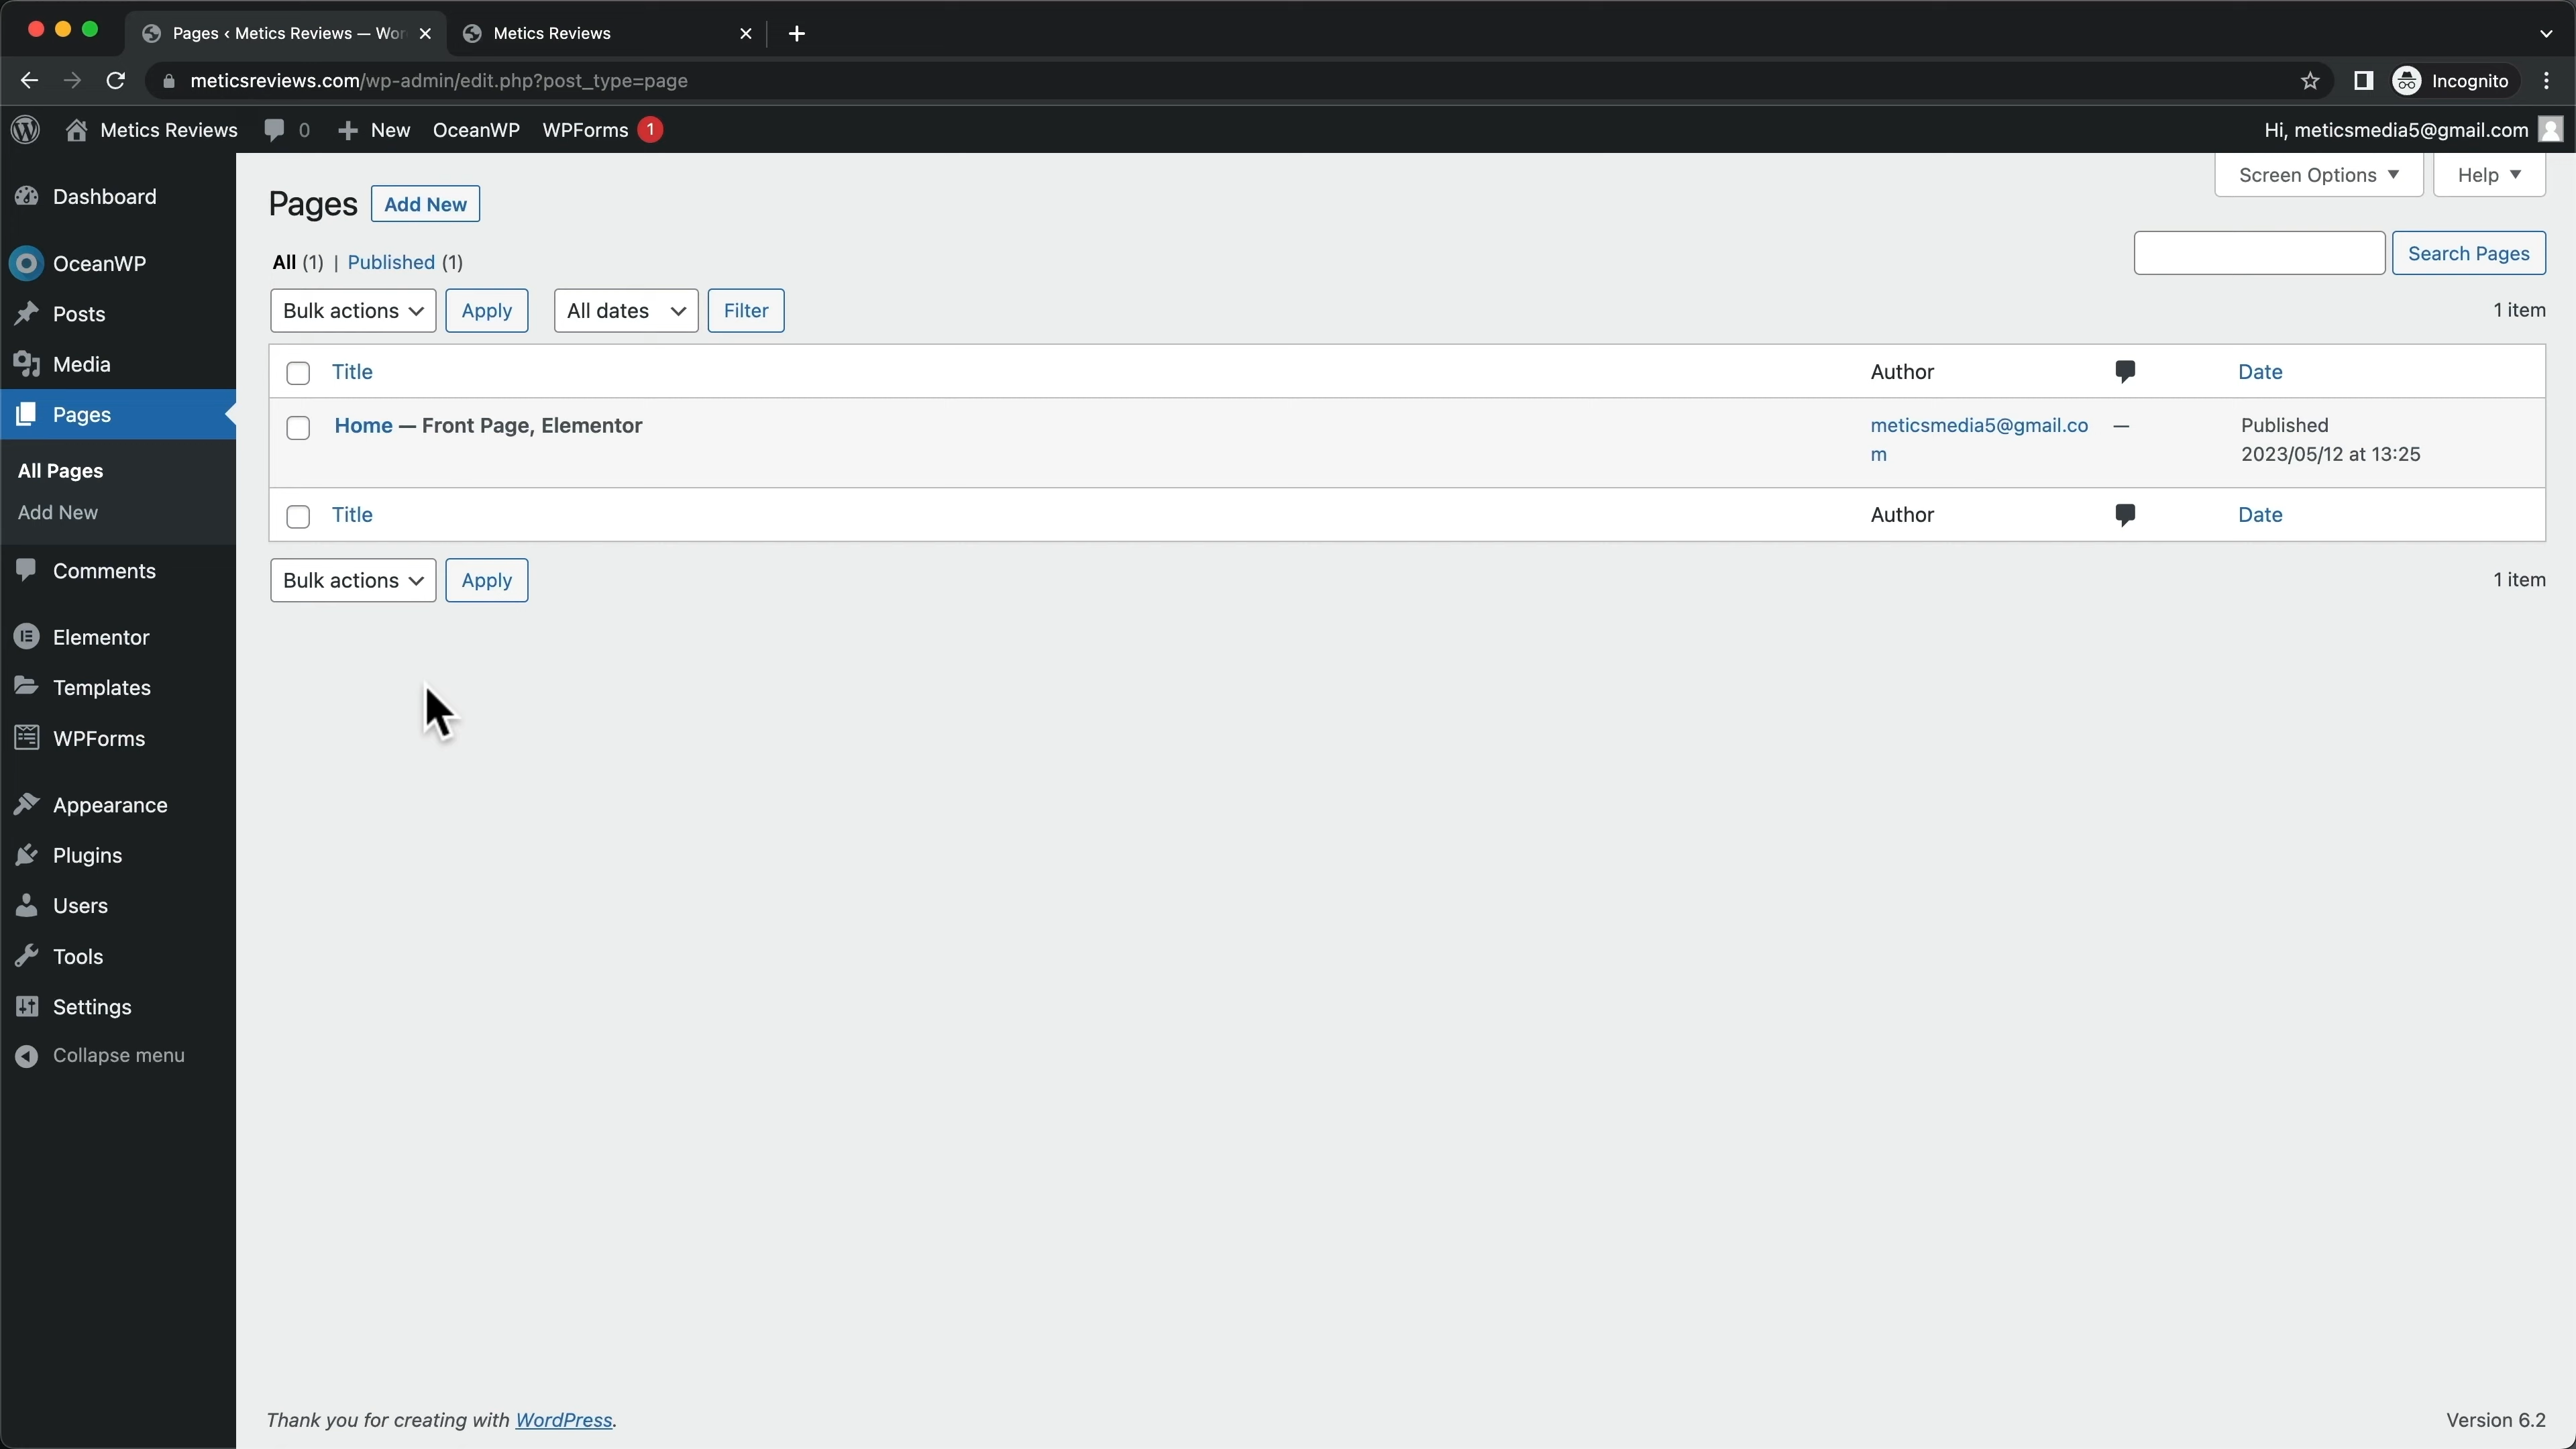 Pages ‹ Metics Reviews — Wor
Metics Reviews
meticsreviews.com/wp-admin/edit.php?post_type=page
Incognito
Metics Reviews
0
New
OceanWP
WPForms 1
Hi, meticsmedia5@gmail.com
Dashboard
OceanWP
Posts
Media
Pages
All Pages
Add New
Comments
Elementor
Templates
WPForms
Appearance
Plugins
Users
Tools
Settings
Collapse menu
Screen Options
Help
Pages
Add New
All (1) | Published (1)
Search Pages
Bulk actions
Apply
All dates
Filter
1 item
Title
Author
Date
Home — Front Page, Elementor
meticsmedia5@gmail.co
m
—
Published
2023/05/12 at 13:25
Title
Author
Date
Bulk actions
Apply
1 item
Thank you for creating with WordPress.
Version 6.2